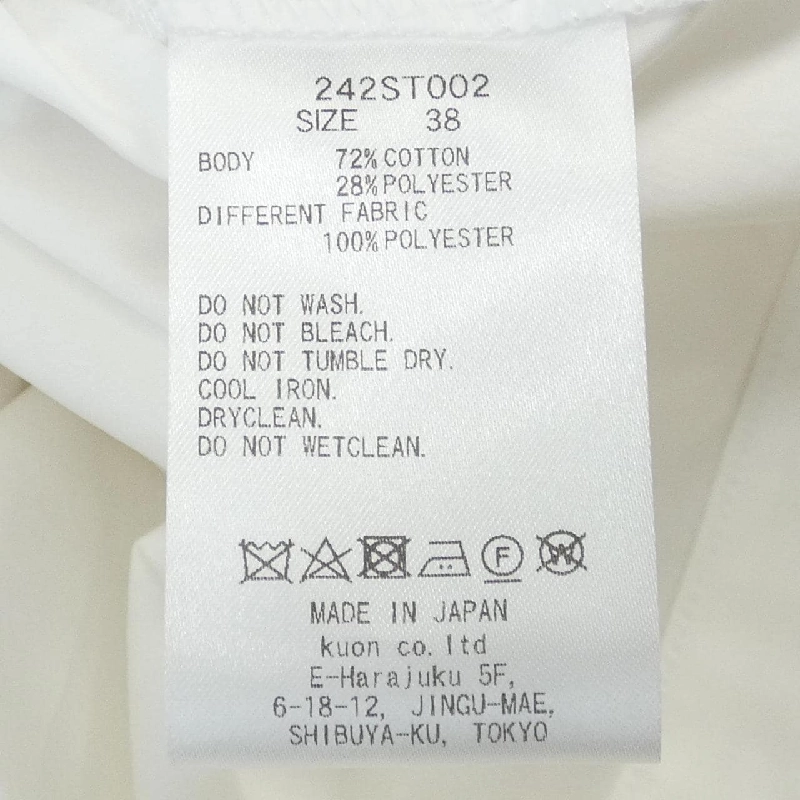 242ST002
SIZE 38
BODY 72% COTTON
28% POLYESTER
DIFFERENT FABRIC
100% POLYESTER
DO NOT WASH.
DO NOT BLEACH.
DO NOT TUMBLE DRY.
COOL IRON.
DRYCLEAN.
DO NOT WETCLEAN.
F W
MADE IN JAPAN
kuon co. ltd
E-Harajuku 5F,
6-18-12, JINGU-MAE,
SHIBUYA-KU, TOKYO